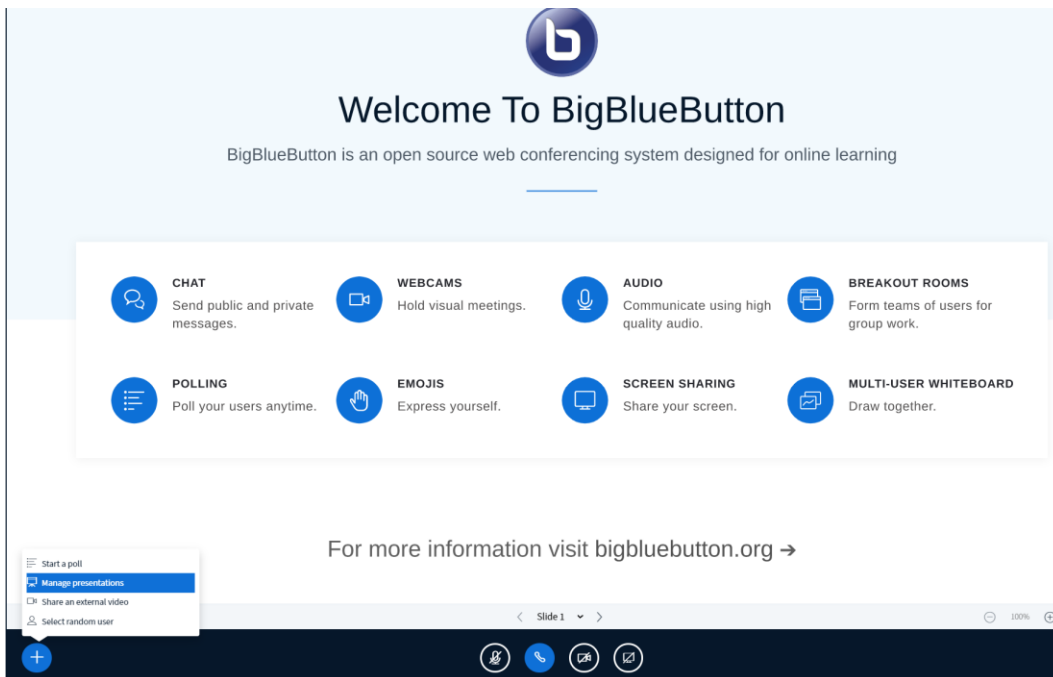 Welcome To BigBlueButton
BigBlueButton is an open source web conferencing system designed for online learning
CHAT
Send public and private
messages.
WEBCAMS
Hold visual meetings.
AUDIO
Communicate using high
quality audio.
BREAKOUT ROOMS
Form teams of users for
group work.
POLLING
Poll your users anytime.
EMOJIS
Express yourself.
SCREEN SHARING
Share your screen.
MULTI-USER WHITEBOARD
Draw together.
For more information visit bigbluebutton.org →
Start a poll
Manage presentations
Share an external video
Select random user
Slide 1
100%